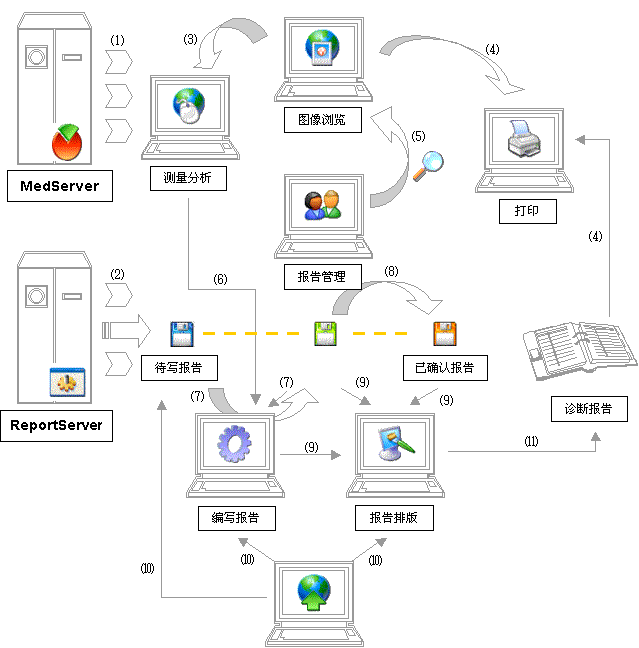 (1)
(3)
(4)
图像浏览
(5)
测量分析
MedServer
打印
(4)
(2)
(6)
报告管理
(8)
待写报告
已确认报告
(7)
(7)
(9)
(9)
诊断报告
ReportServer
(9)
(11)
编写报告
报告排版
(10)
(10)
(10)